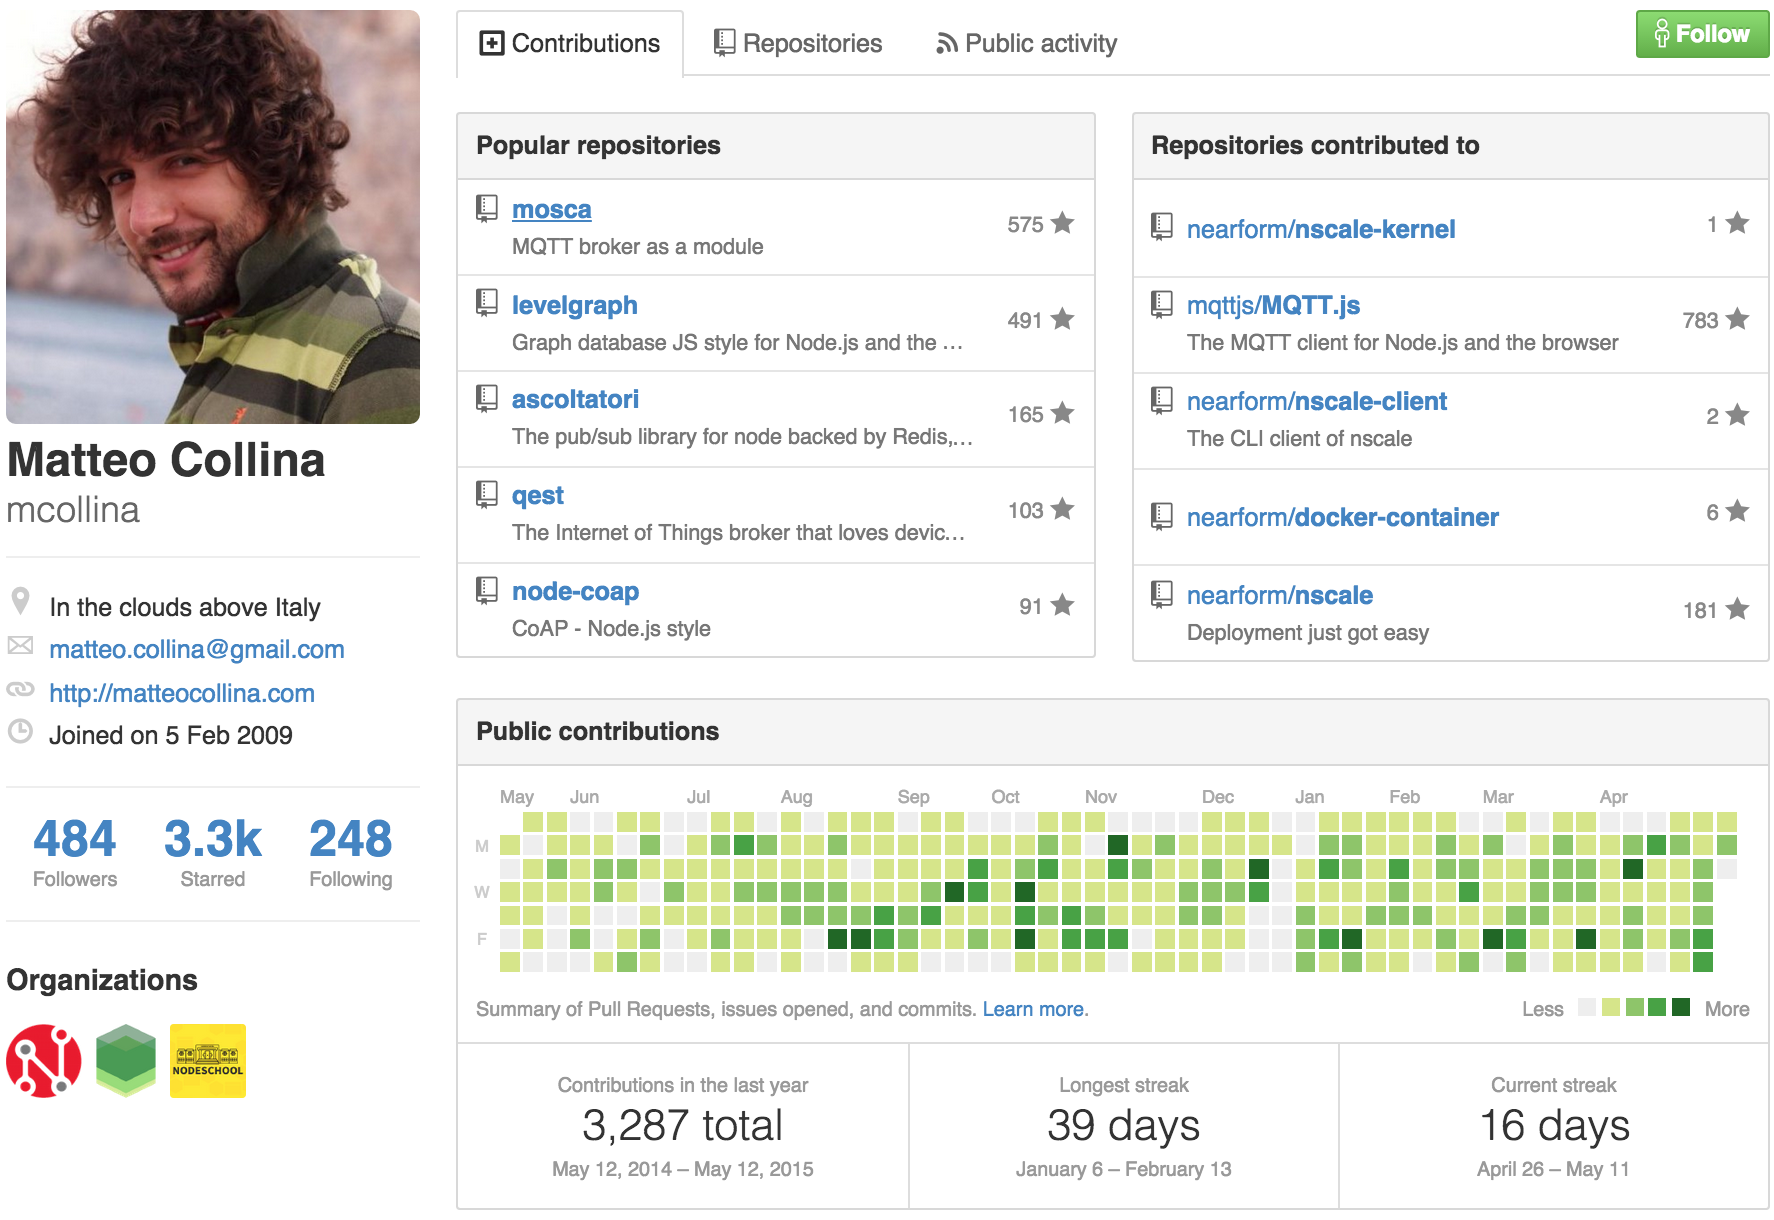 Contributions
Repositories
Public activity
Follow
Matteo Collina
mcollina
In the clouds above Italy
matteo.collina@gmail.com
http://matteocollina.com
Joined on 5 Feb 2009
484 3.3k 248
Followers Starred Following
Organizations
NODESCHOOL
Popular repositories
mosca
MQTT broker as a module
575
levelgraph
Graph database JS style for Node.js and the …
491
ascoltatori
The pub/sub library for node backed by Redis,…
165
qest
The Internet of Things broker that loves devic…
103
node-coap
CoAP - Node.js style
91
Repositories contributed to
nearform/nscale-kernel
1
mqttjs/MQTT.js
The MQTT client for Node.js and the browser
783
nearform/nscale-client
The CLI client of nscale
2
nearform/docker-container
6
nearform/nscale
Deployment just got easy
181
Public contributions
May Jun Jul Aug Sep Oct Nov Dec Jan Feb Mar Apr
M
W
F
Summary of Pull Requests, issues opened, and commits. Learn more.
Less More
Contributions in the last year
3,287 total
May 12, 2014 – May 12, 2015
Longest streak
39 days
January 6 – February 13
Current streak
16 days
April 26 – May 11